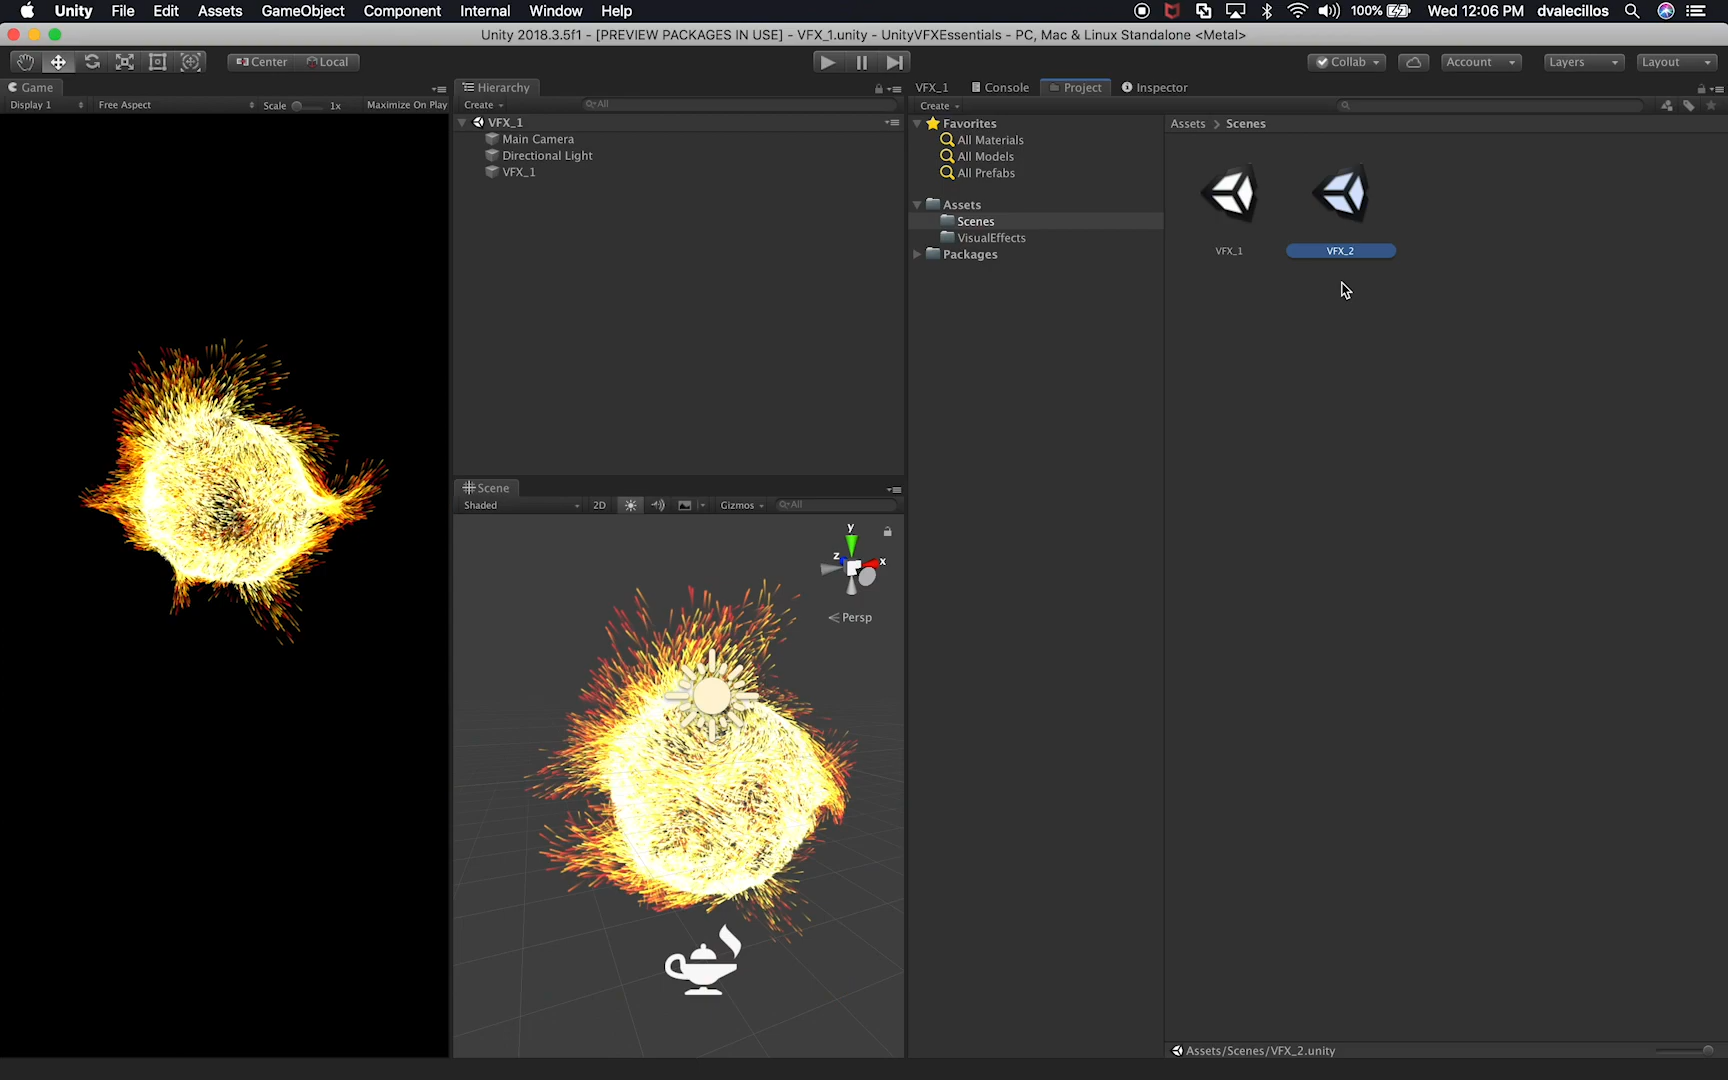 Unity File Edit Assets GameObject Component Internal Window Help 100% Wed 12:06 PM dvalecillos
Unity 2018.3.5f1 - [PREVIEW PACKAGES IN USE] - VFX_1.unity - UnityVFXEssentials - PC, Mac & Linux Standalone <Metal>
Center Local Collab Account Layers Layout
Game Hierarchy VFX_1 Console Project Inspector
Display 1 Free Aspect Scale 1x Maximize On Play Create All Create
VFX_1
Main Camera
Directional Light
VFX_1
Favorites
All Materials
All Models
All Prefabs
Assets
Scenes
VisualEffects
Packages
Assets > Scenes
VFX_1 VFX_2
Scene
Shaded 2D Gizmos All
y
z
x
< Persp
Assets/Scenes/VFX_2.unity